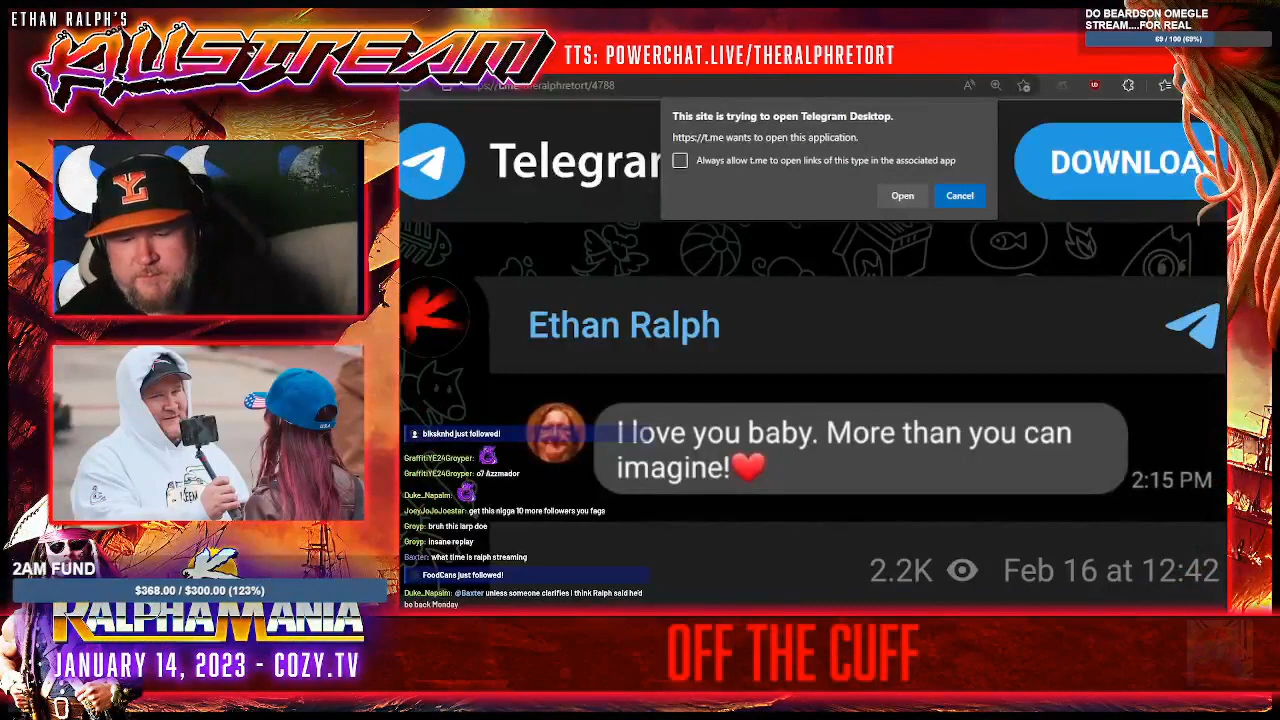 ETHAN RALPH'S
KILLSTREAM
TTS: POWERCHAT.LIVE/THERALPHRETORT
DO BEARDSON OMEGLE
STREAM....FOR REAL
69 / 100 (69%)
ralphretort/4788
This site is trying to open Telegram Desktop.
https://t.me wants to open this application.
Always allow t.me to open links of this type in the associated app
Open
Cancel
Telegram
DOWNLOAD
Ethan Ralph
I love you baby. More than you can
imagine!❤️
2:15 PM
2.2K
Feb 16 at 12:42
blksknhd just followed!
GraffitiYE24Groyper:
GraffitiYE24Groyper: o7 Azzmador
Duke_Napalm:
JoeyJoJoJoestar: get this nigga 10 more followers you fags
Groyp: bruh this larp doe
Groyp: insane replay
Baxter: what time is ralph streaming
FoodCans just followed!
Duke_Napalm: @Baxter unless someone clarifies I think Ralph said he'd
be back Monday
USA
2AM FUND
$368.00 / $300.00 (123%)
RALPHAMANIA
JANUARY 14, 2023 - COZY.TV
OFF THE CUFF